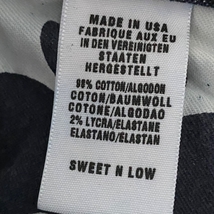 MADE IN USA
FABRIQUE AUX EU
IN DEN VEREINIGTEN
STAATEN
HERGESTELLT
98% COTTON/ALGODON
COTON/BAUMWOLL
COTONE/ALGODAO
2% LYCRA/ELASTANE
ELASTANO/ELASTAN
SWEET N LOW